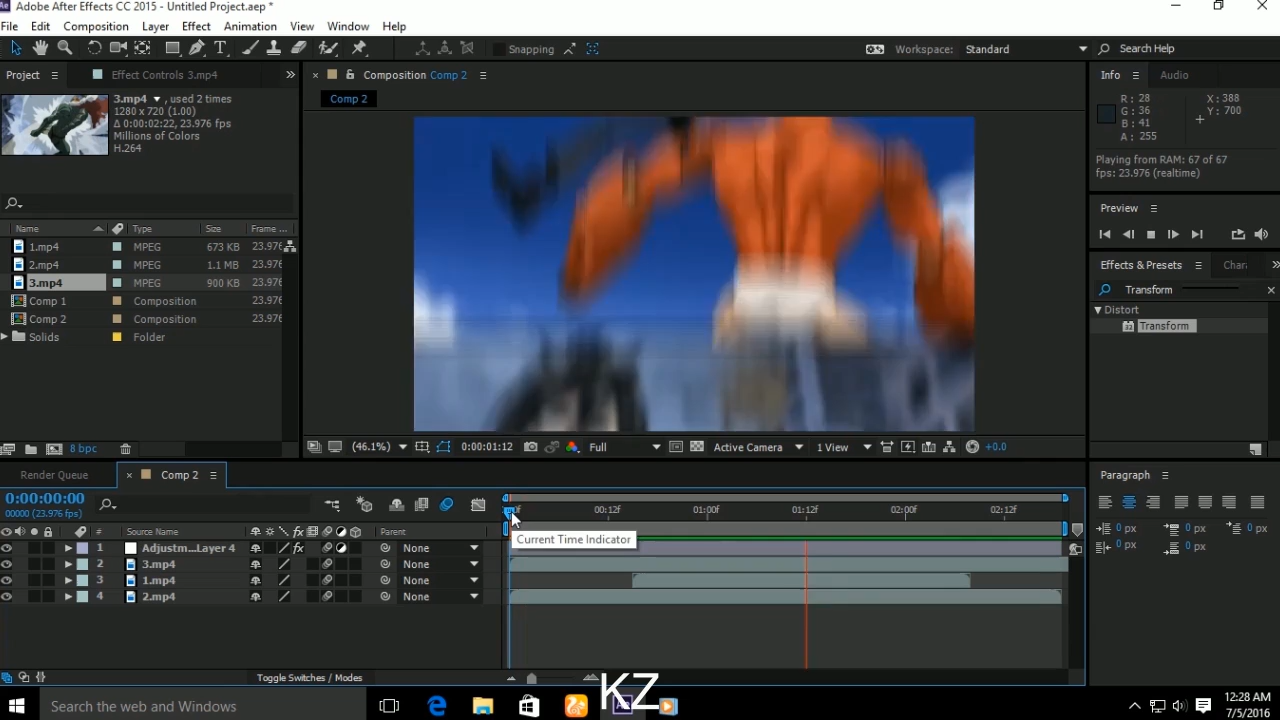 Adobe After Effects CC 2015 - Untitled Project.aep *
File Edit Composition Layer Effect Animation View Window Help
Snapping Workspace: Standard Search Help
Project Effect Controls 3.mp4 Composition Comp 2 Info Audio
3.mp4 , used 2 times
1280 x 720 (1.00)
Δ 0:00:02:22, 23.976 fps
Millions of Colors
H.264
Comp 2
R: 28 X: 388
G: 36 Y: 700
B: 41
A: 255
Playing from RAM: 67 of 67
fps: 23.976 (realtime)
Preview
Effects & Presets Chara
Transform
Distort
32 Transform
Name Type Size Frame ...
1.mp4 MPEG 673 KB 23.976
2.mp4 MPEG 1.1 MB 23.976
3.mp4 MPEG 900 KB 23.976
Comp 1 Composition 23.976
Comp 2 Composition 23.976
Solids Folder
8 bpc
(46.1%) 0:00:01:12 Full Active Camera 1 View +0.0
Render Queue Comp 2
Paragraph
0:00:00:00
00000 (23.976 fps)
00:12f 01:00f 01:12f 02:00f 02:12f
# Source Name Parent
Current Time Indicator
1 Adjustm...Layer 4 None
2 3.mp4 None
3 1.mp4 None
4 2.mp4 None
0 px 0 px 0 px
0 px 0 px
Toggle Switches / Modes
KZ
Search the web and Windows
Ae
12:28 AM
7/5/2016